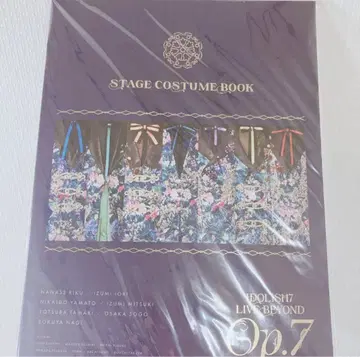 STAGE COSTUME BOOK
NANASE RIKU IZUMI IORI
NIKAIDO YAMATO · IZUMI MITSUKI
YOTSUBA TAMAKI OSAKA SOGO
ROKUYA NAGI
IDOLiSH7
LIVE BEYOND
Op.7